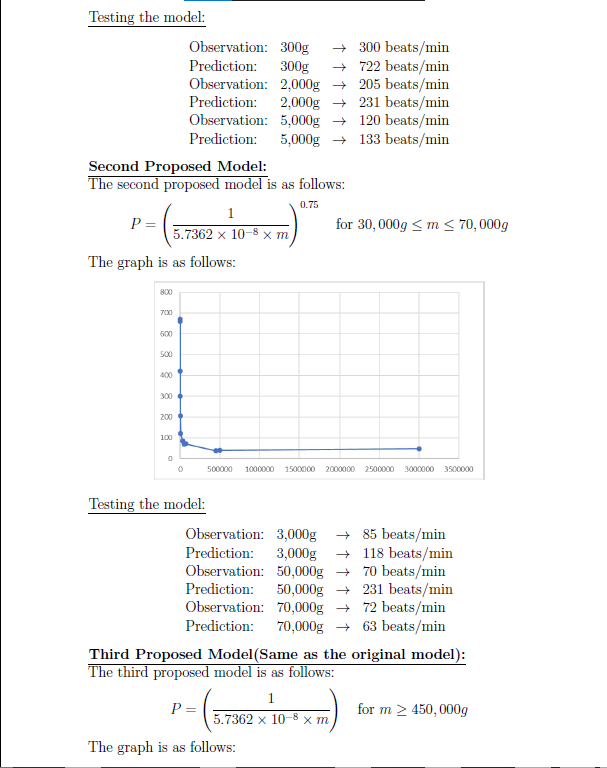 Testing the model:
Observation: 300g → 300 beats/min
Prediction: 300g → 722 beats/min
Observation: 2,000g → 205 beats/min
Prediction: 2,000g → 231 beats/min
Observation: 5,000g → 120 beats/min
Prediction: 5,000g → 133 beats/min
Second Proposed Model:
The second proposed model is as follows:
P = (1 / 5.7362 × 10⁻⁸ × m)^0.75 for 30,000g ≤ m ≤ 70,000g
The graph is as follows:
800
700
600
500
400
300
200
100
0
0 500000 1000000 1500000 2000000 2500000 3000000 3500000
Testing the model:
Observation: 3,000g → 85 beats/min
Prediction: 3,000g → 118 beats/min
Observation: 50,000g → 70 beats/min
Prediction: 50,000g → 231 beats/min
Observation: 70,000g → 72 beats/min
Prediction: 70,000g → 63 beats/min
Third Proposed Model(Same as the original model):
The third proposed model is as follows:
P = (1 / 5.7362 × 10⁻⁸ × m) for m ≥ 450,000g
The graph is as follows: